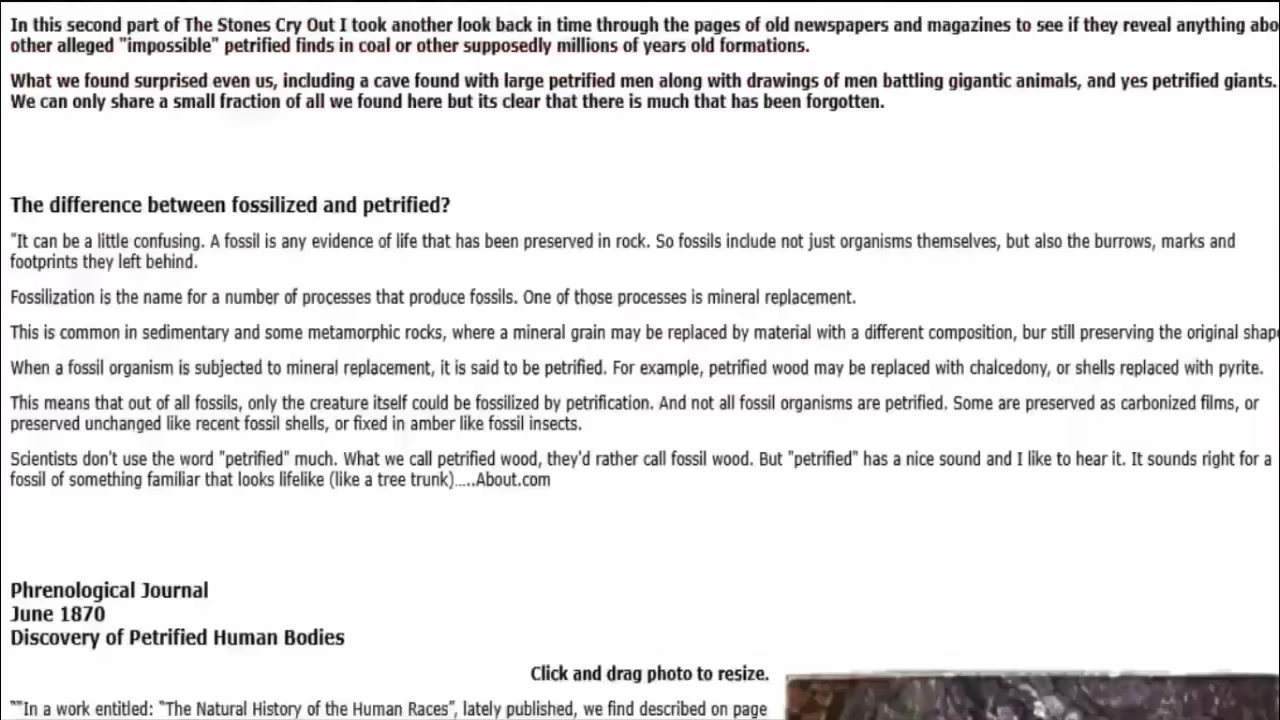 In this second part of The Stones Cry Out I took another look back in time through the pages of old newspapers and magazines to see if they reveal anything abo
other alleged "impossible" petrified finds in coal or other supposedly millions of years old formations.
What we found surprised even us, including a cave found with large petrified men along with drawings of men battling gigantic animals, and yes petrified giants.
We can only share a small fraction of all we found here but its clear that there is much that has been forgotten.
The difference between fossilized and petrified?
"It can be a little confusing. A fossil is any evidence of life that has been preserved in rock. So fossils include not just organisms themselves, but also the burrows, marks and
footprints they left behind.
Fossilization is the name for a number of processes that produce fossils. One of those processes is mineral replacement.
This is common in sedimentary and some metamorphic rocks, where a mineral grain may be replaced by material with a different composition, bur still preserving the original shape
When a fossil organism is subjected to mineral replacement, it is said to be petrified. For example, petrified wood may be replaced with chalcedony, or shells replaced with pyrite.
This means that out of all fossils, only the creature itself could be fossilized by petrification. And not all fossil organisms are petrified. Some are preserved as carbonized films, or
preserved unchanged like recent fossil shells, or fixed in amber like fossil insects.
Scientists don't use the word "petrified" much. What we call petrified wood, they'd rather call fossil wood. But "petrified" has a nice sound and I like to hear it. It sounds right for a
fossil of something familiar that looks lifelike (like a tree trunk).....About.com
Phrenological Journal
June 1870
Discovery of Petrified Human Bodies
Click and drag photo to resize.
""In a work entitled: "The Natural History of the Human Races", lately published, we find described on page